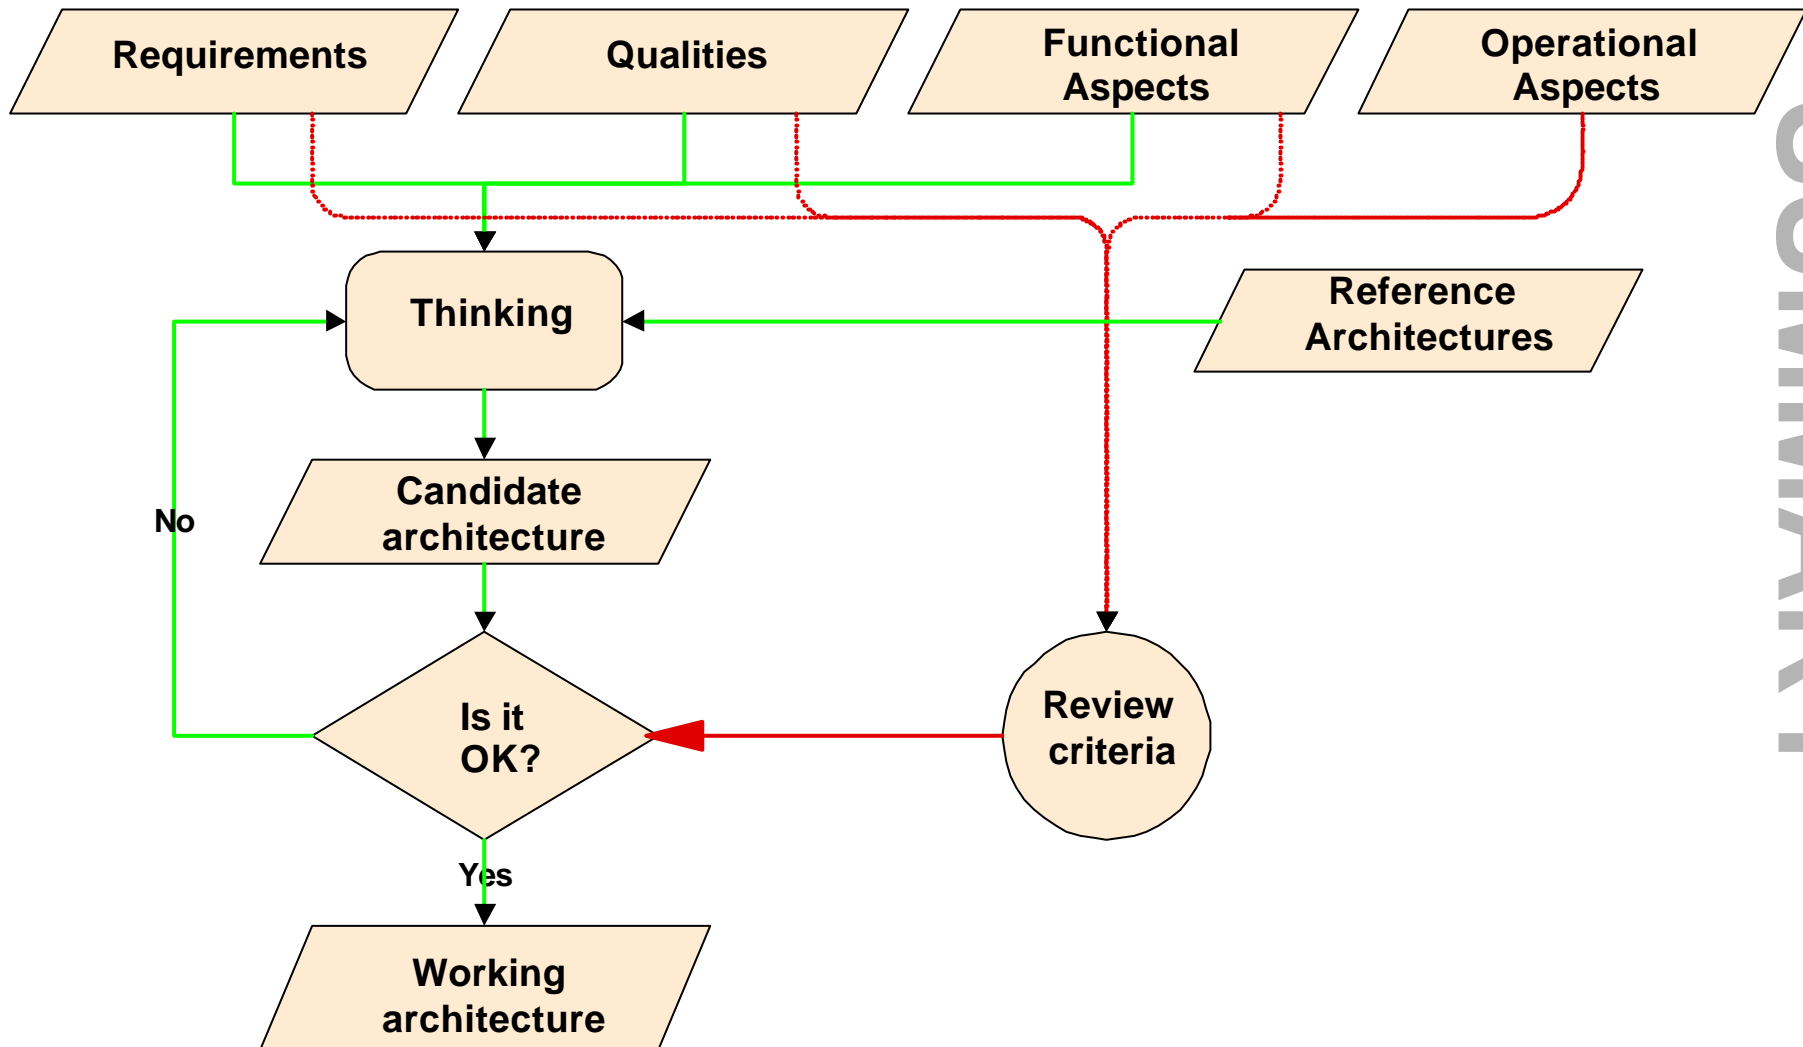 Requirements
Qualities
Functional
Aspects
Operational
Aspects
Thinking
Reference
Architectures
Candidate
architecture
No
Is it
OK?
Review
criteria
Yes
Working
architecture
SUMMARY